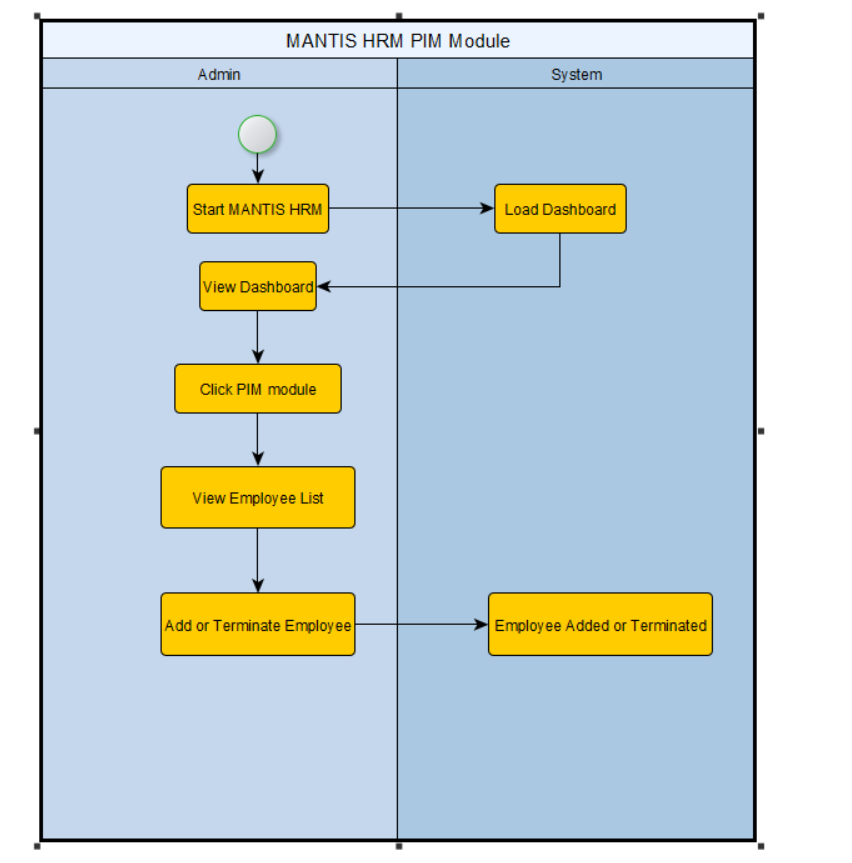 MANTIS HRM PIM Module
Admin
System
Start MANTIS HRM
Load Dashboard
View Dashboard
Click PIM module
View Employee List
Add or Terminate Employee
Employee Added or Terminated